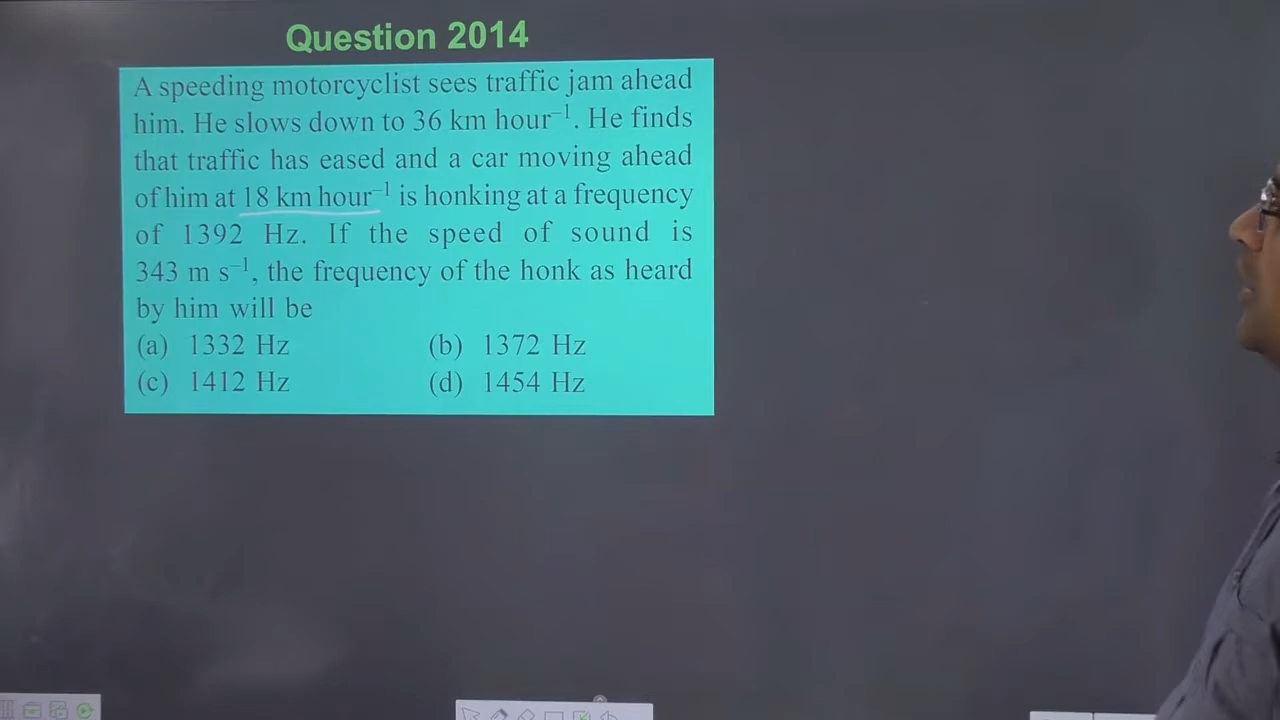 Question 2014
A speeding motorcyclist sees traffic jam ahead
him. He slows down to 36 km hour⁻¹. He finds
that traffic has eased and a car moving ahead
of him at 18 km hour⁻¹ is honking at a frequency
of 1392 Hz. If the speed of sound is
343 m s⁻¹, the frequency of the honk as heard
by him will be
(a) 1332 Hz (b) 1372 Hz
(c) 1412 Hz (d) 1454 Hz